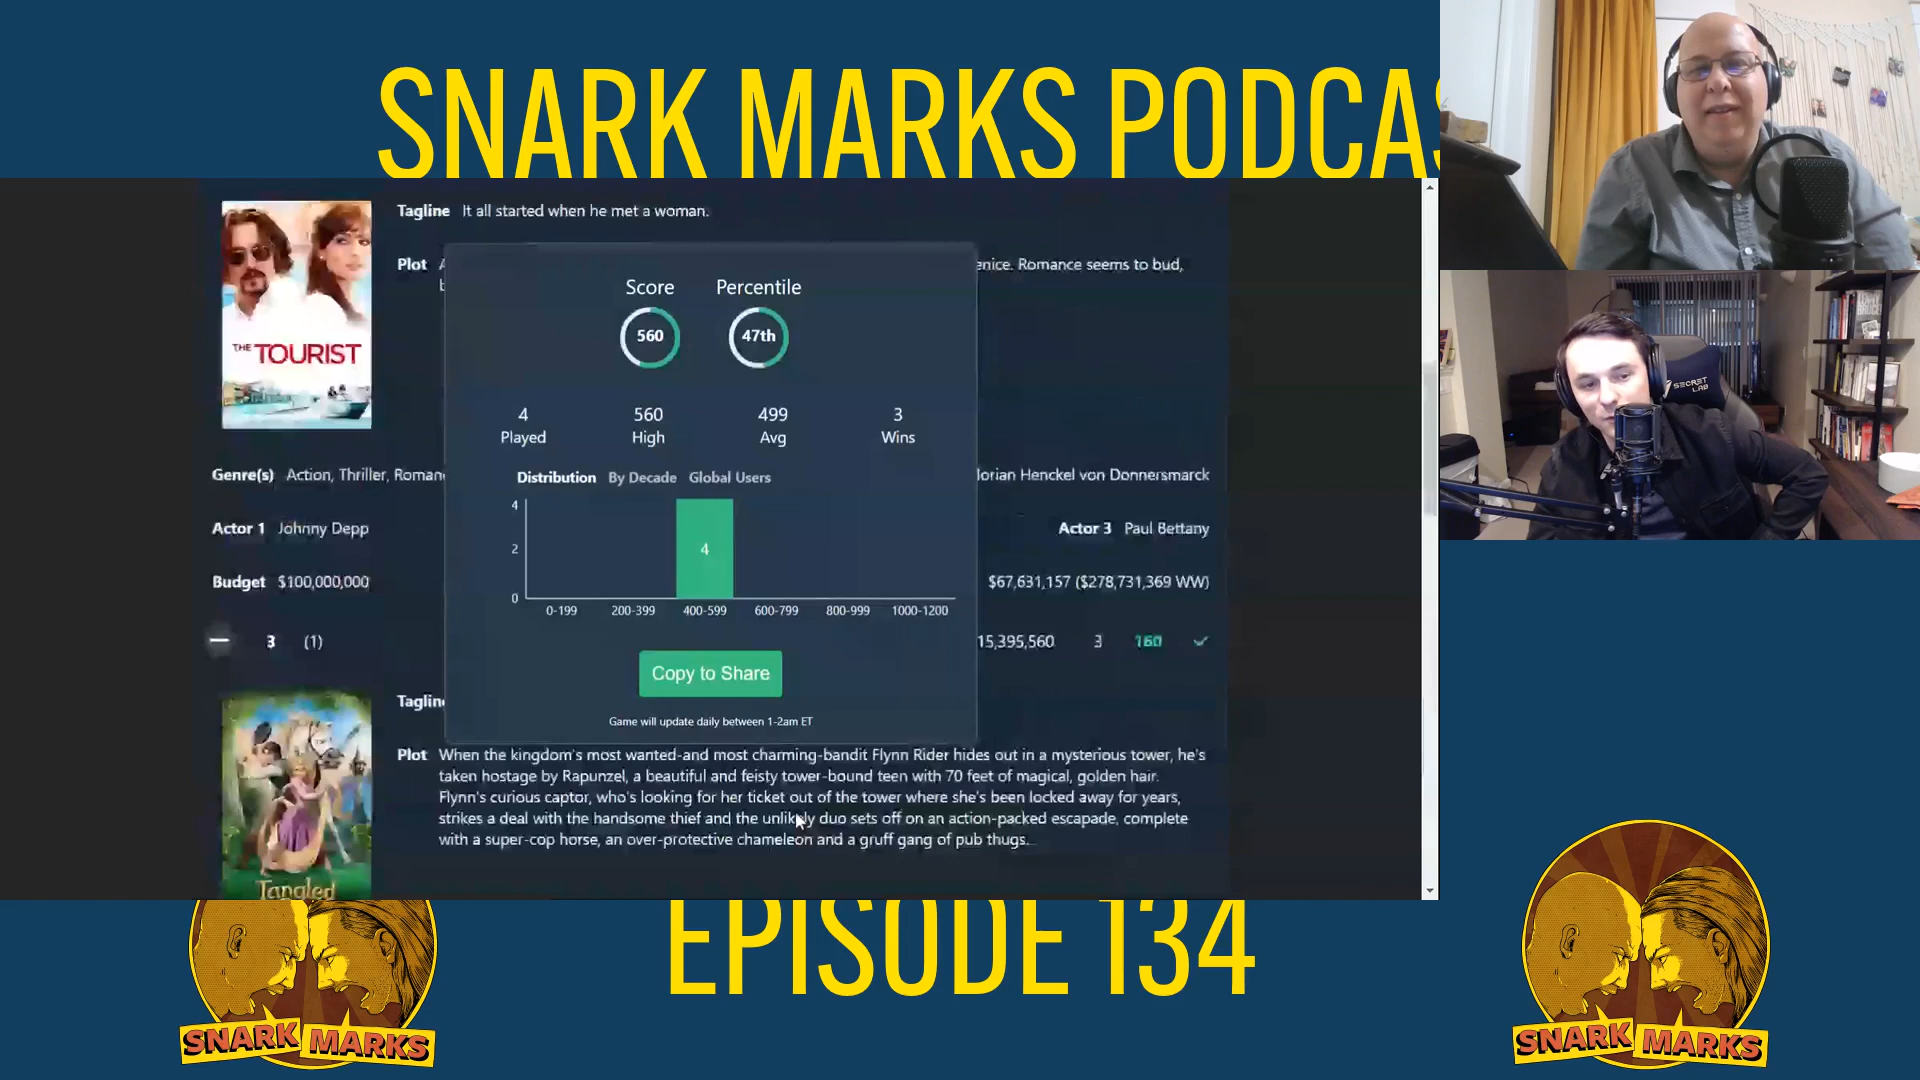 SNARK MARKS PODCAS
THE TOURIST
Tagline It all started when he met a woman.
Plot
enice. Romance seems to bud,
Score Percentile
560 47th
4 560 499 3
Played High Avg Wins
Genre(s) Action, Thriller, Roman
lorian Henckel von Donnersmarck
Distribution By Decade Global Users
Actor 1 Johnny Depp
Actor 3 Paul Bettany
4
2
0
4
Budget $100,000,000
$67,631,157 ($278,731,369 WW)
0-199 200-399 400-599 600-799 800-999 1000-1200
3 (1)
15,395,560 3 160
Copy to Share
Taglin
Game will update daily between 1-2am ET
Plot When the kingdom's most wanted-and most charming-bandit Flynn Rider hides out in a mysterious tower, he's
taken hostage by Rapunzel, a beautiful and feisty tower-bound teen with 70 feet of magical, golden hair.
Flynn's curious captor, who's looking for her ticket out of the tower where she's been locked away for years,
strikes a deal with the handsome thief and the unlikely duo sets off on an action-packed escapade, complete
with a super-cop horse, an over-protective chameleon and a gruff gang of pub thugs.
Tangled
SECRET
LAB
EPISODE 134
SNARK MARKS
SNARK MARKS